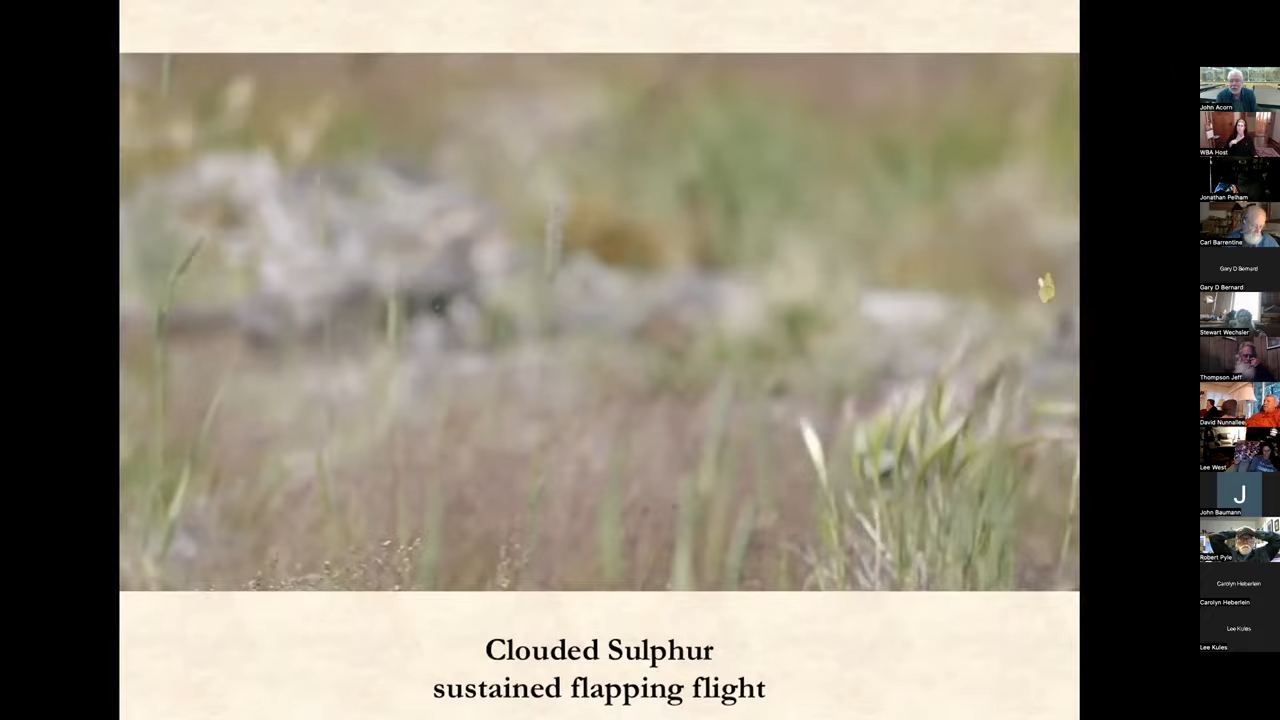 Clouded Sulphur
sustained flapping flight
John Acorn
WBA Host
Jonathan Pelham
Carl Barrentine
Gary D Bernard
Gary D Bernard
Stewart Wechsler
Thompson Jeff
David Nunnallee
Lee West
J
John Baumann
Robert Pyle
Carolyn Heberlein
Carolyn Heberlein
Lee Kules
Lee Kules